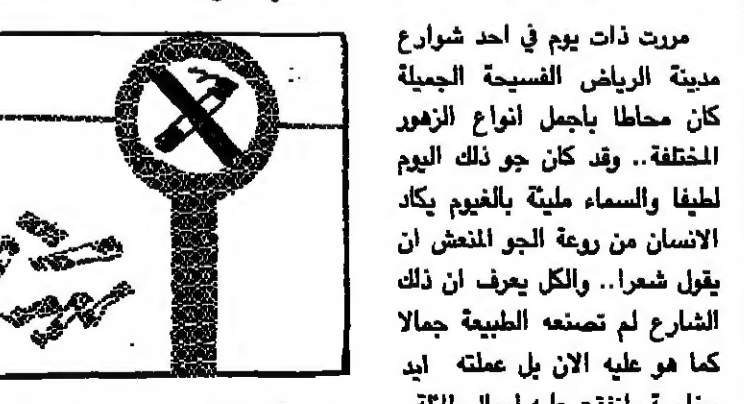 مررت ذات يوم في احد شوارع
مدينة الرياض الفسيحة الجميلة
كان محاطا باجمل انواع الزهور
المختلفة.. وقد كان جو ذلك اليوم
لطيفا والسماء مليئة بالغيوم يكاد
الانسان من روعة الجو المنعش ان
يقول شعرا.. والكل يعرف ان ذلك
الشارع لم تصنعه الطبيعة جمالا
كما هو عليه الان بل عملته ايد